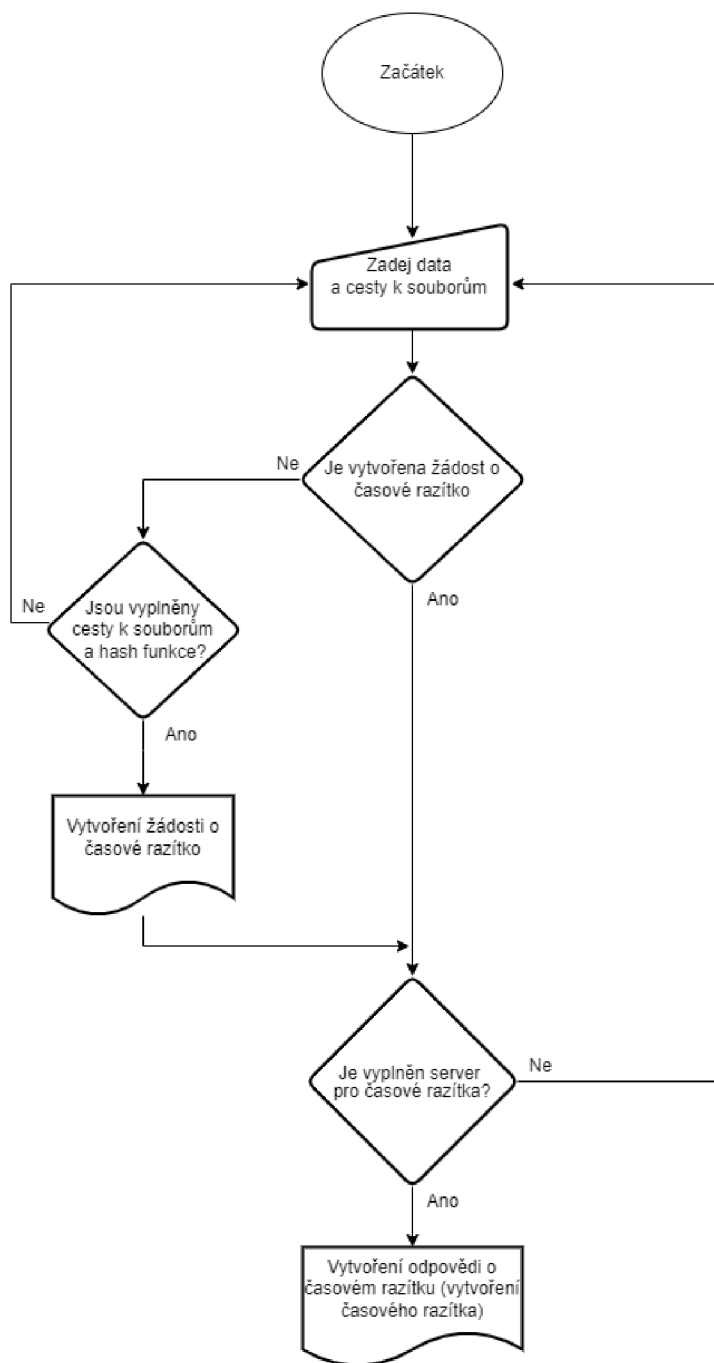 Začátek
Zadej data
a cesty k souborům
Ne
Je vytvořena žádost o
časové razítko
Ne
Jsou vyplněny
cesty k souborům
a hash funkce?
Ano
Ano
Vytvoření žádosti o
časové razítko
Je vyplněn server
pro časové razítka?
Ne
Ano
Vytvoření odpovědi o
časovém razítku (vytvoření
časového razítka)